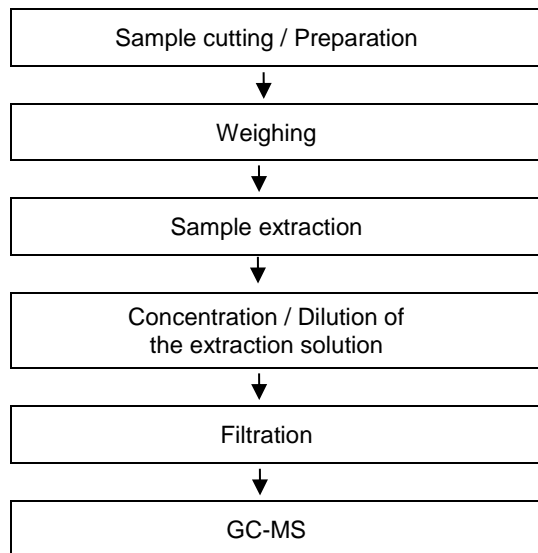 Sample cutting / Preparation
Weighing
Sample extraction
Concentration / Dilution of
the extraction solution
Filtration
GC-MS